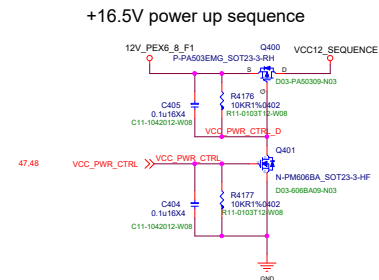 +16.5V power up sequence
12V_PEX6_8_F1
Q400
VCC12_SEQUENCE
P-PA503EMG_SOT23-3-RH
S
D
G
D03-PA50309-N03
C405
0.1u16X4
C11-1042012-W08
R4176
10KR1%0402
R11-0103T12-W08
VCC_PWR_CTRL_D
Q401
47,48
VCC_PWR_CTRL
VCC_PWR_CTRL
N-PM606BA_SOT23-3-HF
D03-606BA09-N03
C404
0.1u16X4
C11-1042012-W08
R4177
10KR1%0402
R11-0103T12-W08
GND